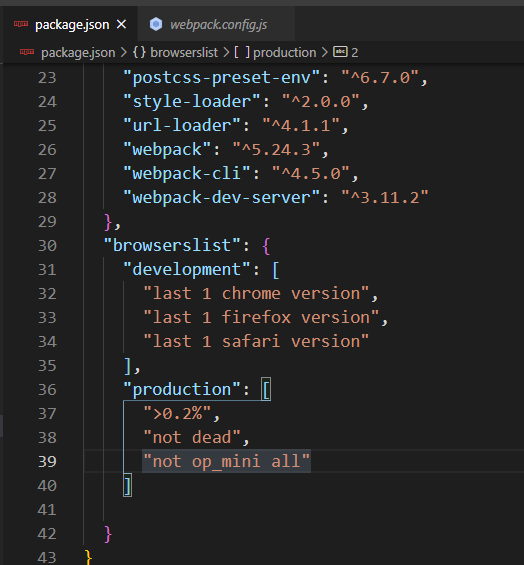 package.json
webpack.config.js
package.json > {} browserslist > [ ] production > abc 2
23 "postcss-preset-env": "^6.7.0",
24 "style-loader": "^2.0.0",
25 "url-loader": "^4.1.1",
26 "webpack": "^5.24.3",
27 "webpack-cli": "^4.5.0",
28 "webpack-dev-server": "^3.11.2"
29 },
30 "browserslist": {
31 "development": [
32 "last 1 chrome version",
33 "last 1 firefox version",
34 "last 1 safari version"
35 ],
36 "production": [
37 ">0.2%",
38 "not dead",
39 "not op_mini all"
40 ]
41
42 }
43 }